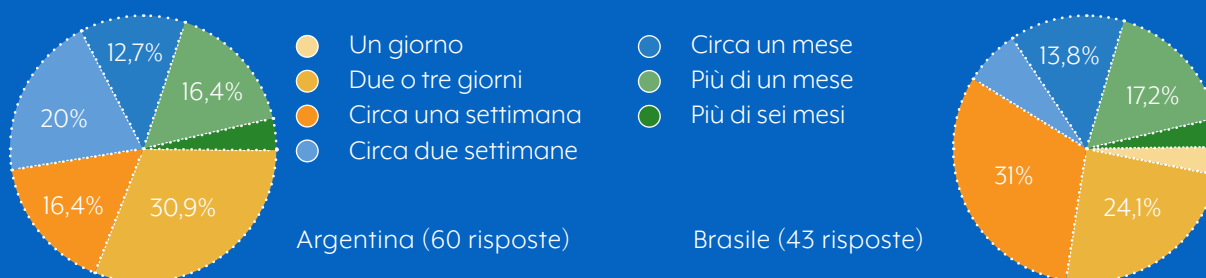 12,7%
16,4%
20%
16,4%
30,9%
Un giorno
Due o tre giorni
Circa una settimana
Circa due settimane
Circa un mese
Più di un mese
Più di sei mesi
Argentina (60 risposte)
Brasile (43 risposte)
13,8%
17,2%
31%
24,1%